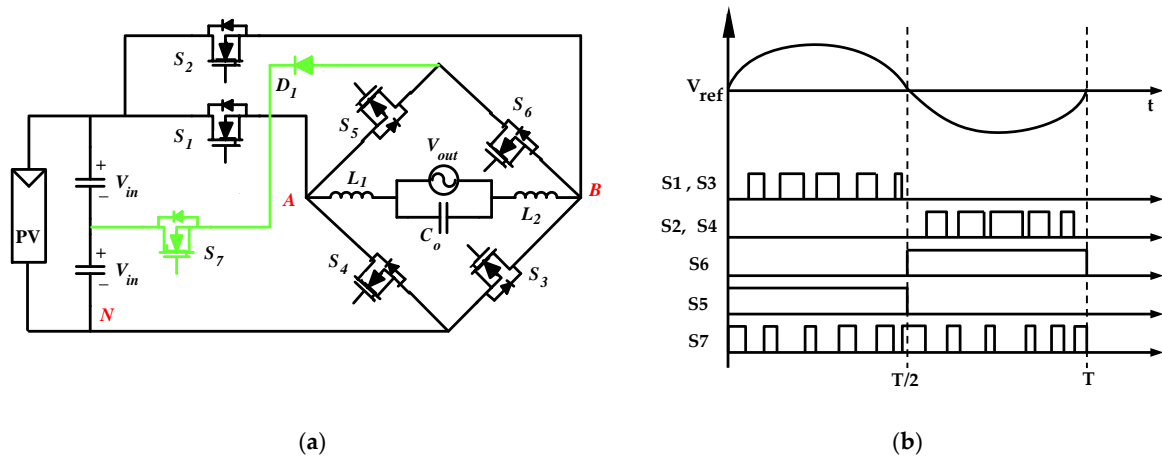 S2
D1
S1
S5
S6
Vout
+
Vin
−
A
L1
L2
B
PV
S7
Co
S4
S3
+
Vin
−
N
(a)
Vref
t
S1 , S3
S2, S4
S6
S5
S7
T/2
T
(b)